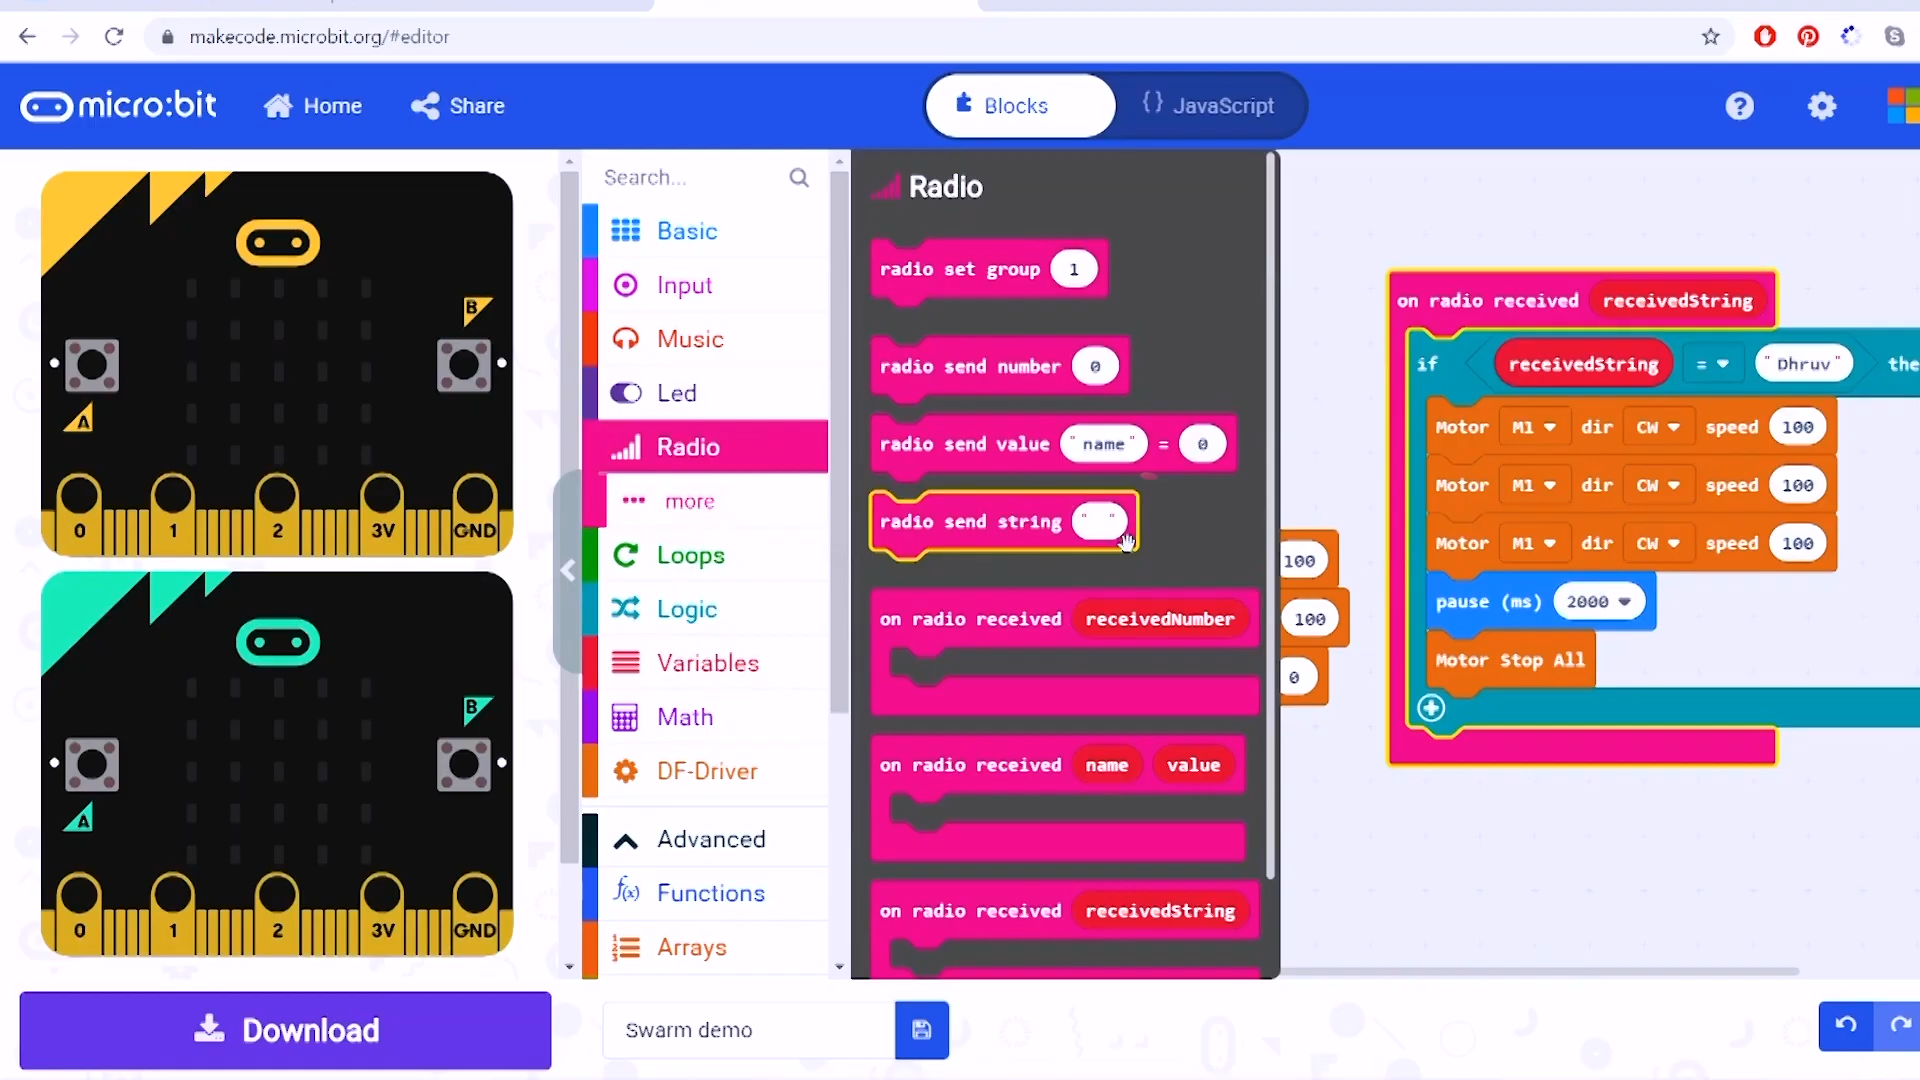 makecode.microbit.org/#editor
micro:bit Home Share Blocks {} JavaScript ?
Search...
Basic
Input
Music
Led
Radio
more
Loops
Logic
Variables
Math
DF-Driver
Advanced
f(x) Functions
Arrays
Radio
radio set group 1
radio send number 0
radio send value "name" = 0
radio send string " "
on radio received receivedNumber
on radio received name value
on radio received receivedString
100
100
0
on radio received receivedString
if receivedString = "Dhruv" the
Motor M1 dir CW speed 100
Motor M1 dir CW speed 100
Motor M1 dir CW speed 100
pause (ms) 2000
Motor Stop All
B
A
0 1 2 3V GND
B
A
0 1 2 3V GND
Download
Swarm demo